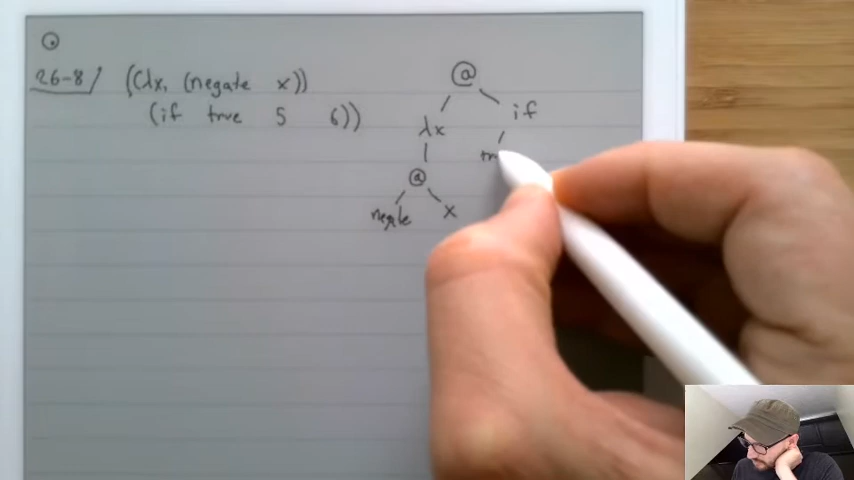 26-8/ ((λx. (negate x))
(if true 5 6))
@
λx if
@
negate x